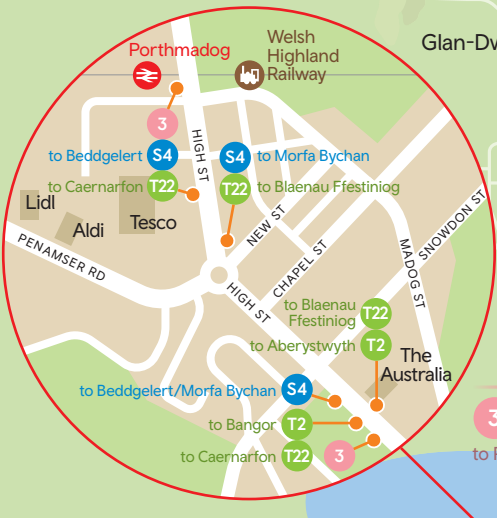 Welsh
Highland
Railway
Porthmadog
Glan-Dw
3
HIGH ST
to Beddgelert S4
S4 to Morfa Bychan
to Caernarfon T22
T22 to Blaenau Ffestiniog
Lidl
Aldi
Tesco
PENAMSER RD
NEW ST
CHAPEL ST
SNOWDON ST
MADOG ST
HIGH ST
to Blaenau
Ffestiniog T22
to Aberystwyth T2
The
Australia
to Beddgelert/Morfa Bychan S4
to Bangor T2
to Caernarfon T22
3
3
to